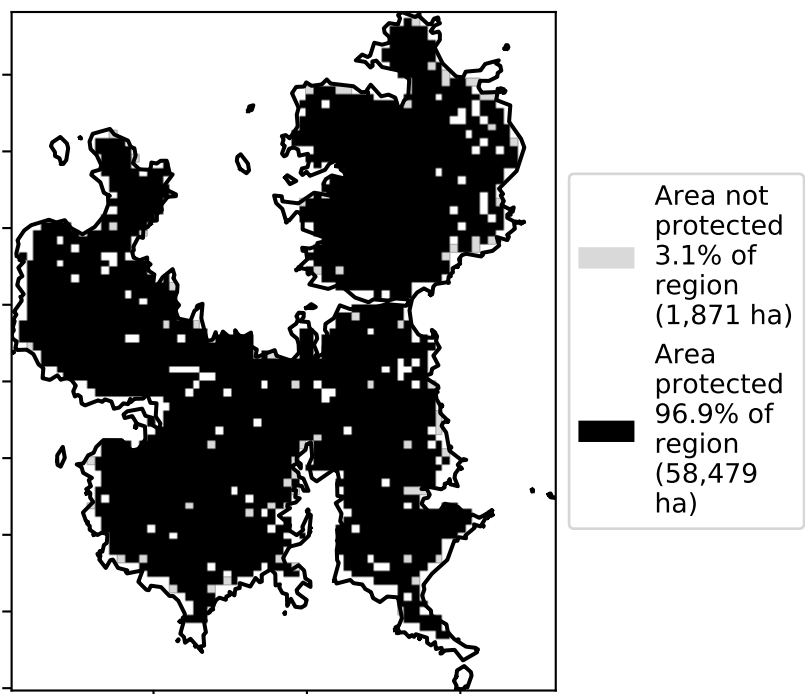 Area not
protected
3.1% of
region
(1,871 ha)
Area
protected
96.9% of
region
(58,479
ha)